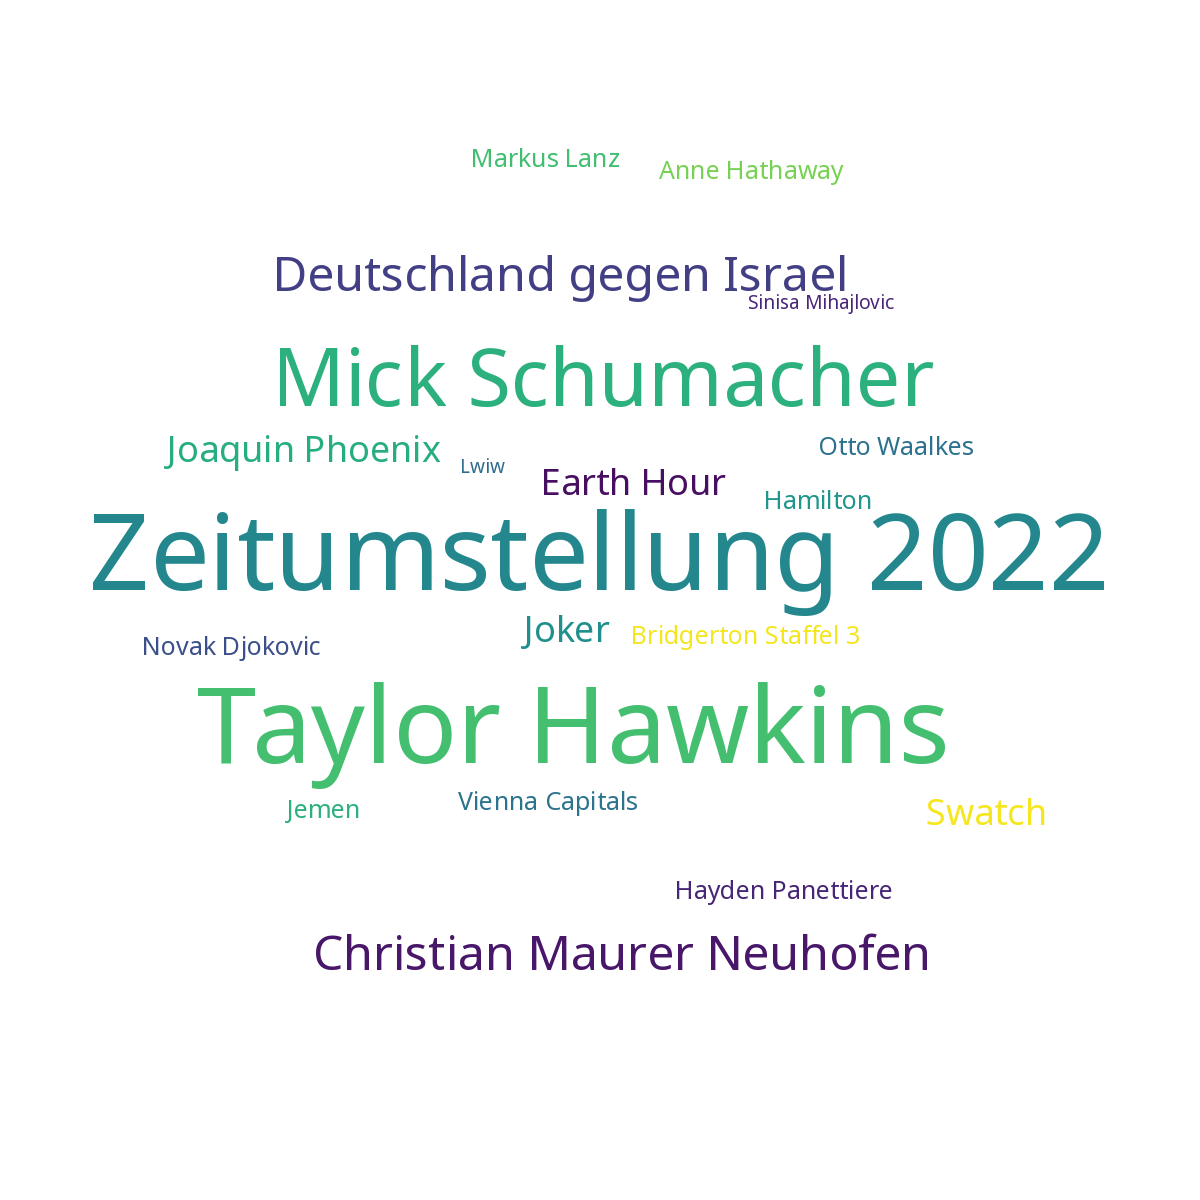 Markus Lanz
Anne Hathaway
Deutschland gegen Israel
Sinisa Mihajlovic
Mick Schumacher
Joaquin Phoenix
Otto Waalkes
Lwiw
Earth Hour
Hamilton
Zeitumstellung 2022
Joker
Bridgerton Staffel 3
Novak Djokovic
Taylor Hawkins
Jemen
Vienna Capitals
Swatch
Hayden Panettiere
Christian Maurer Neuhofen